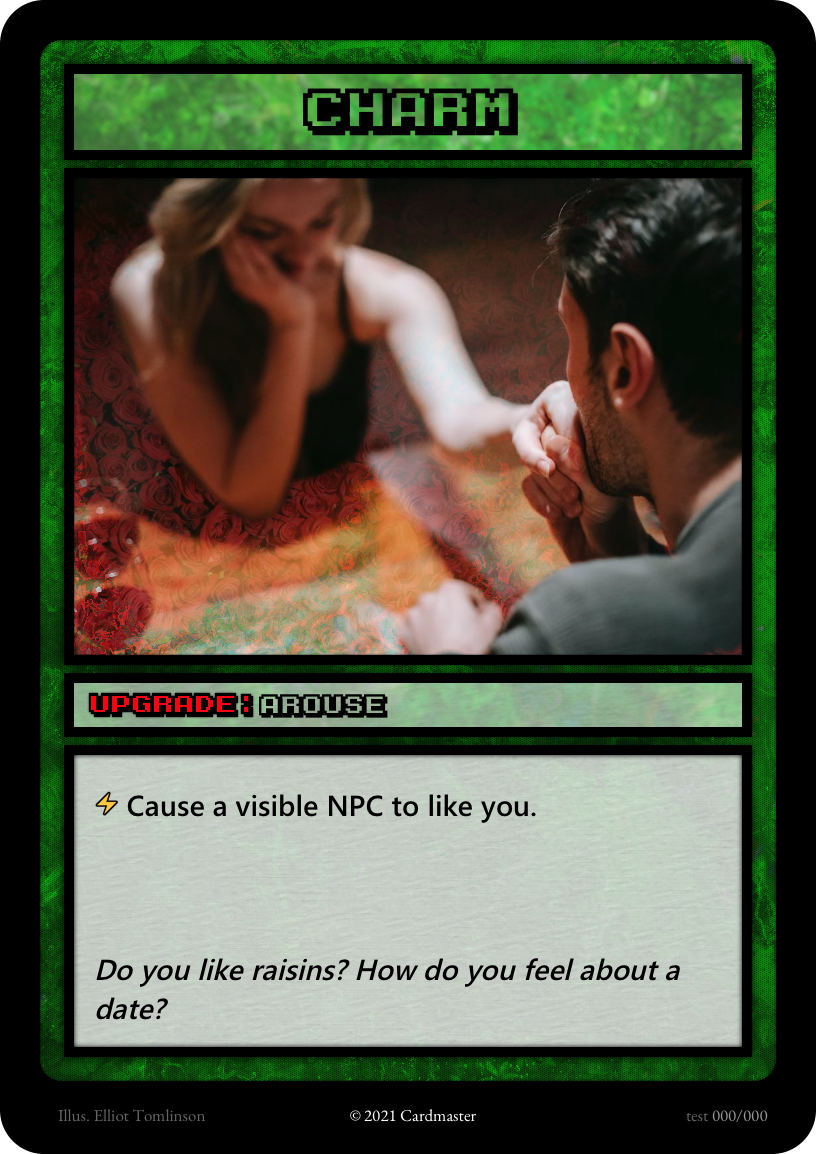 CHARM
UPGRADE: AROUSE
⚡ Cause a visible NPC to like you.
Do you like raisins? How do you feel about a
date?
Illus. Elliot Tomlinson © 2021 Cardmaster test 000/000